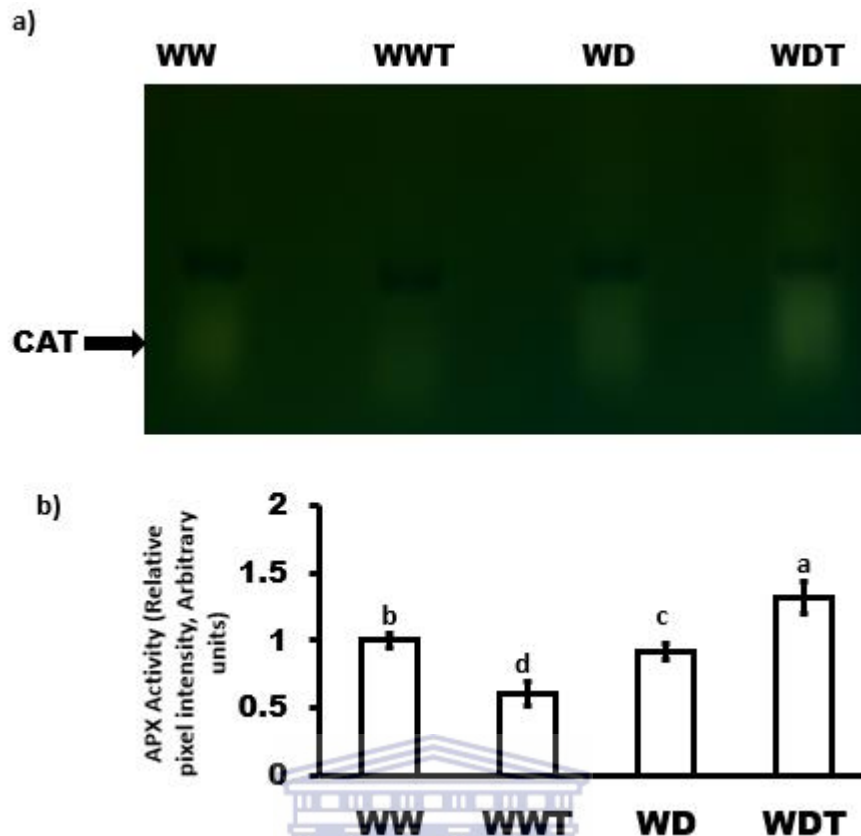 a)
WW WWT WD WDT
CAT
b)
APX Activity (Relative
pixel intensity, Arbitrary
units)
2
1.5
1
0.5
0
b
d
c
a
WW WWT WD WDT